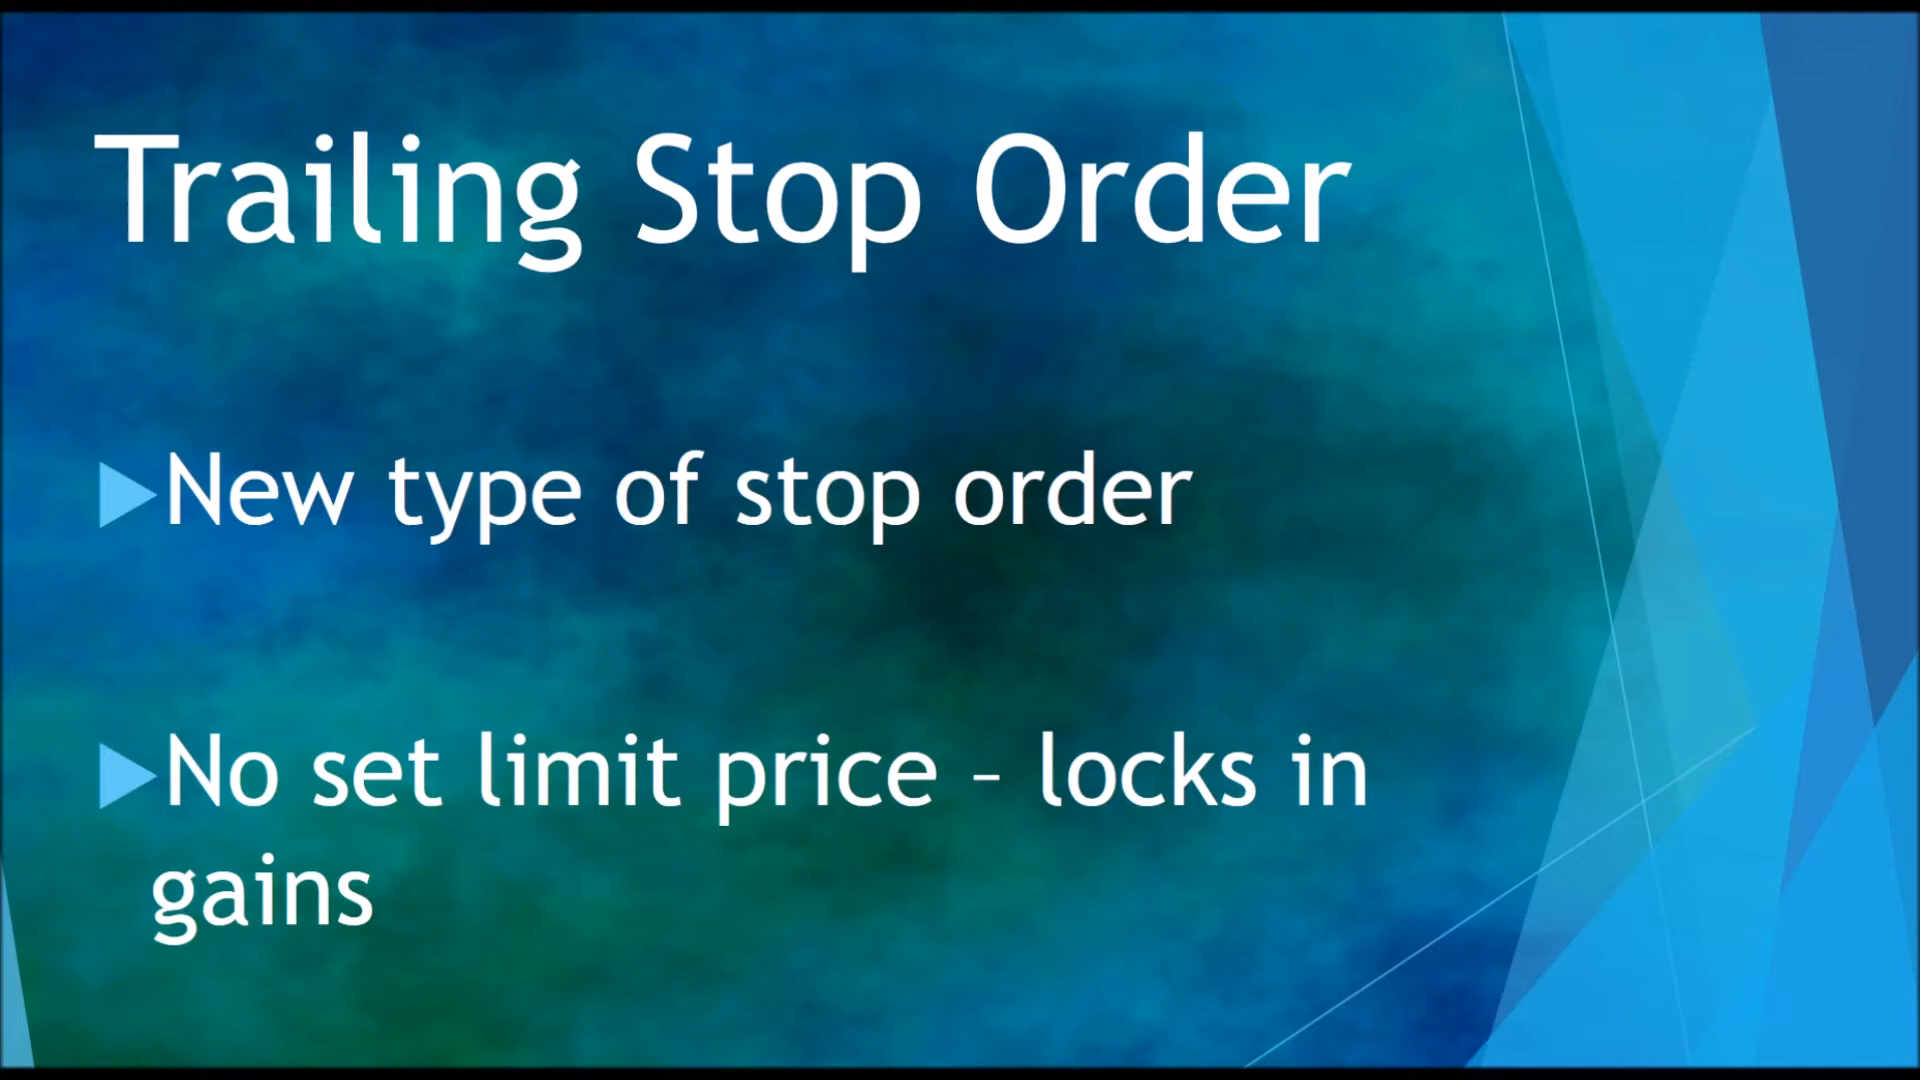 Trailing Stop Order
New type of stop order
No set limit price – locks in
gains